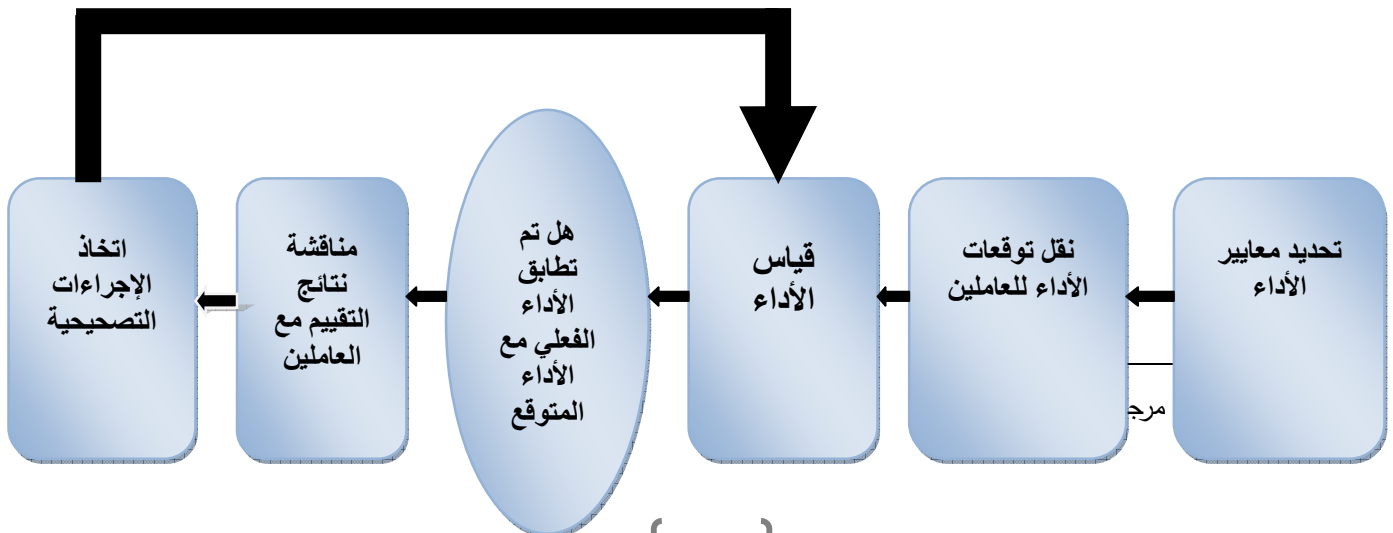 تحديد معايير
الأداء
نقل توقعات
الأداء للعاملين
قياس
الأداء
هل تم
تطابق
الأداء
الفعلي مع
الأداء
المتوقع
مناقشة
نتائج
التقييم مع
العاملين
اتخاذ
الإجراءات
التصحيحية